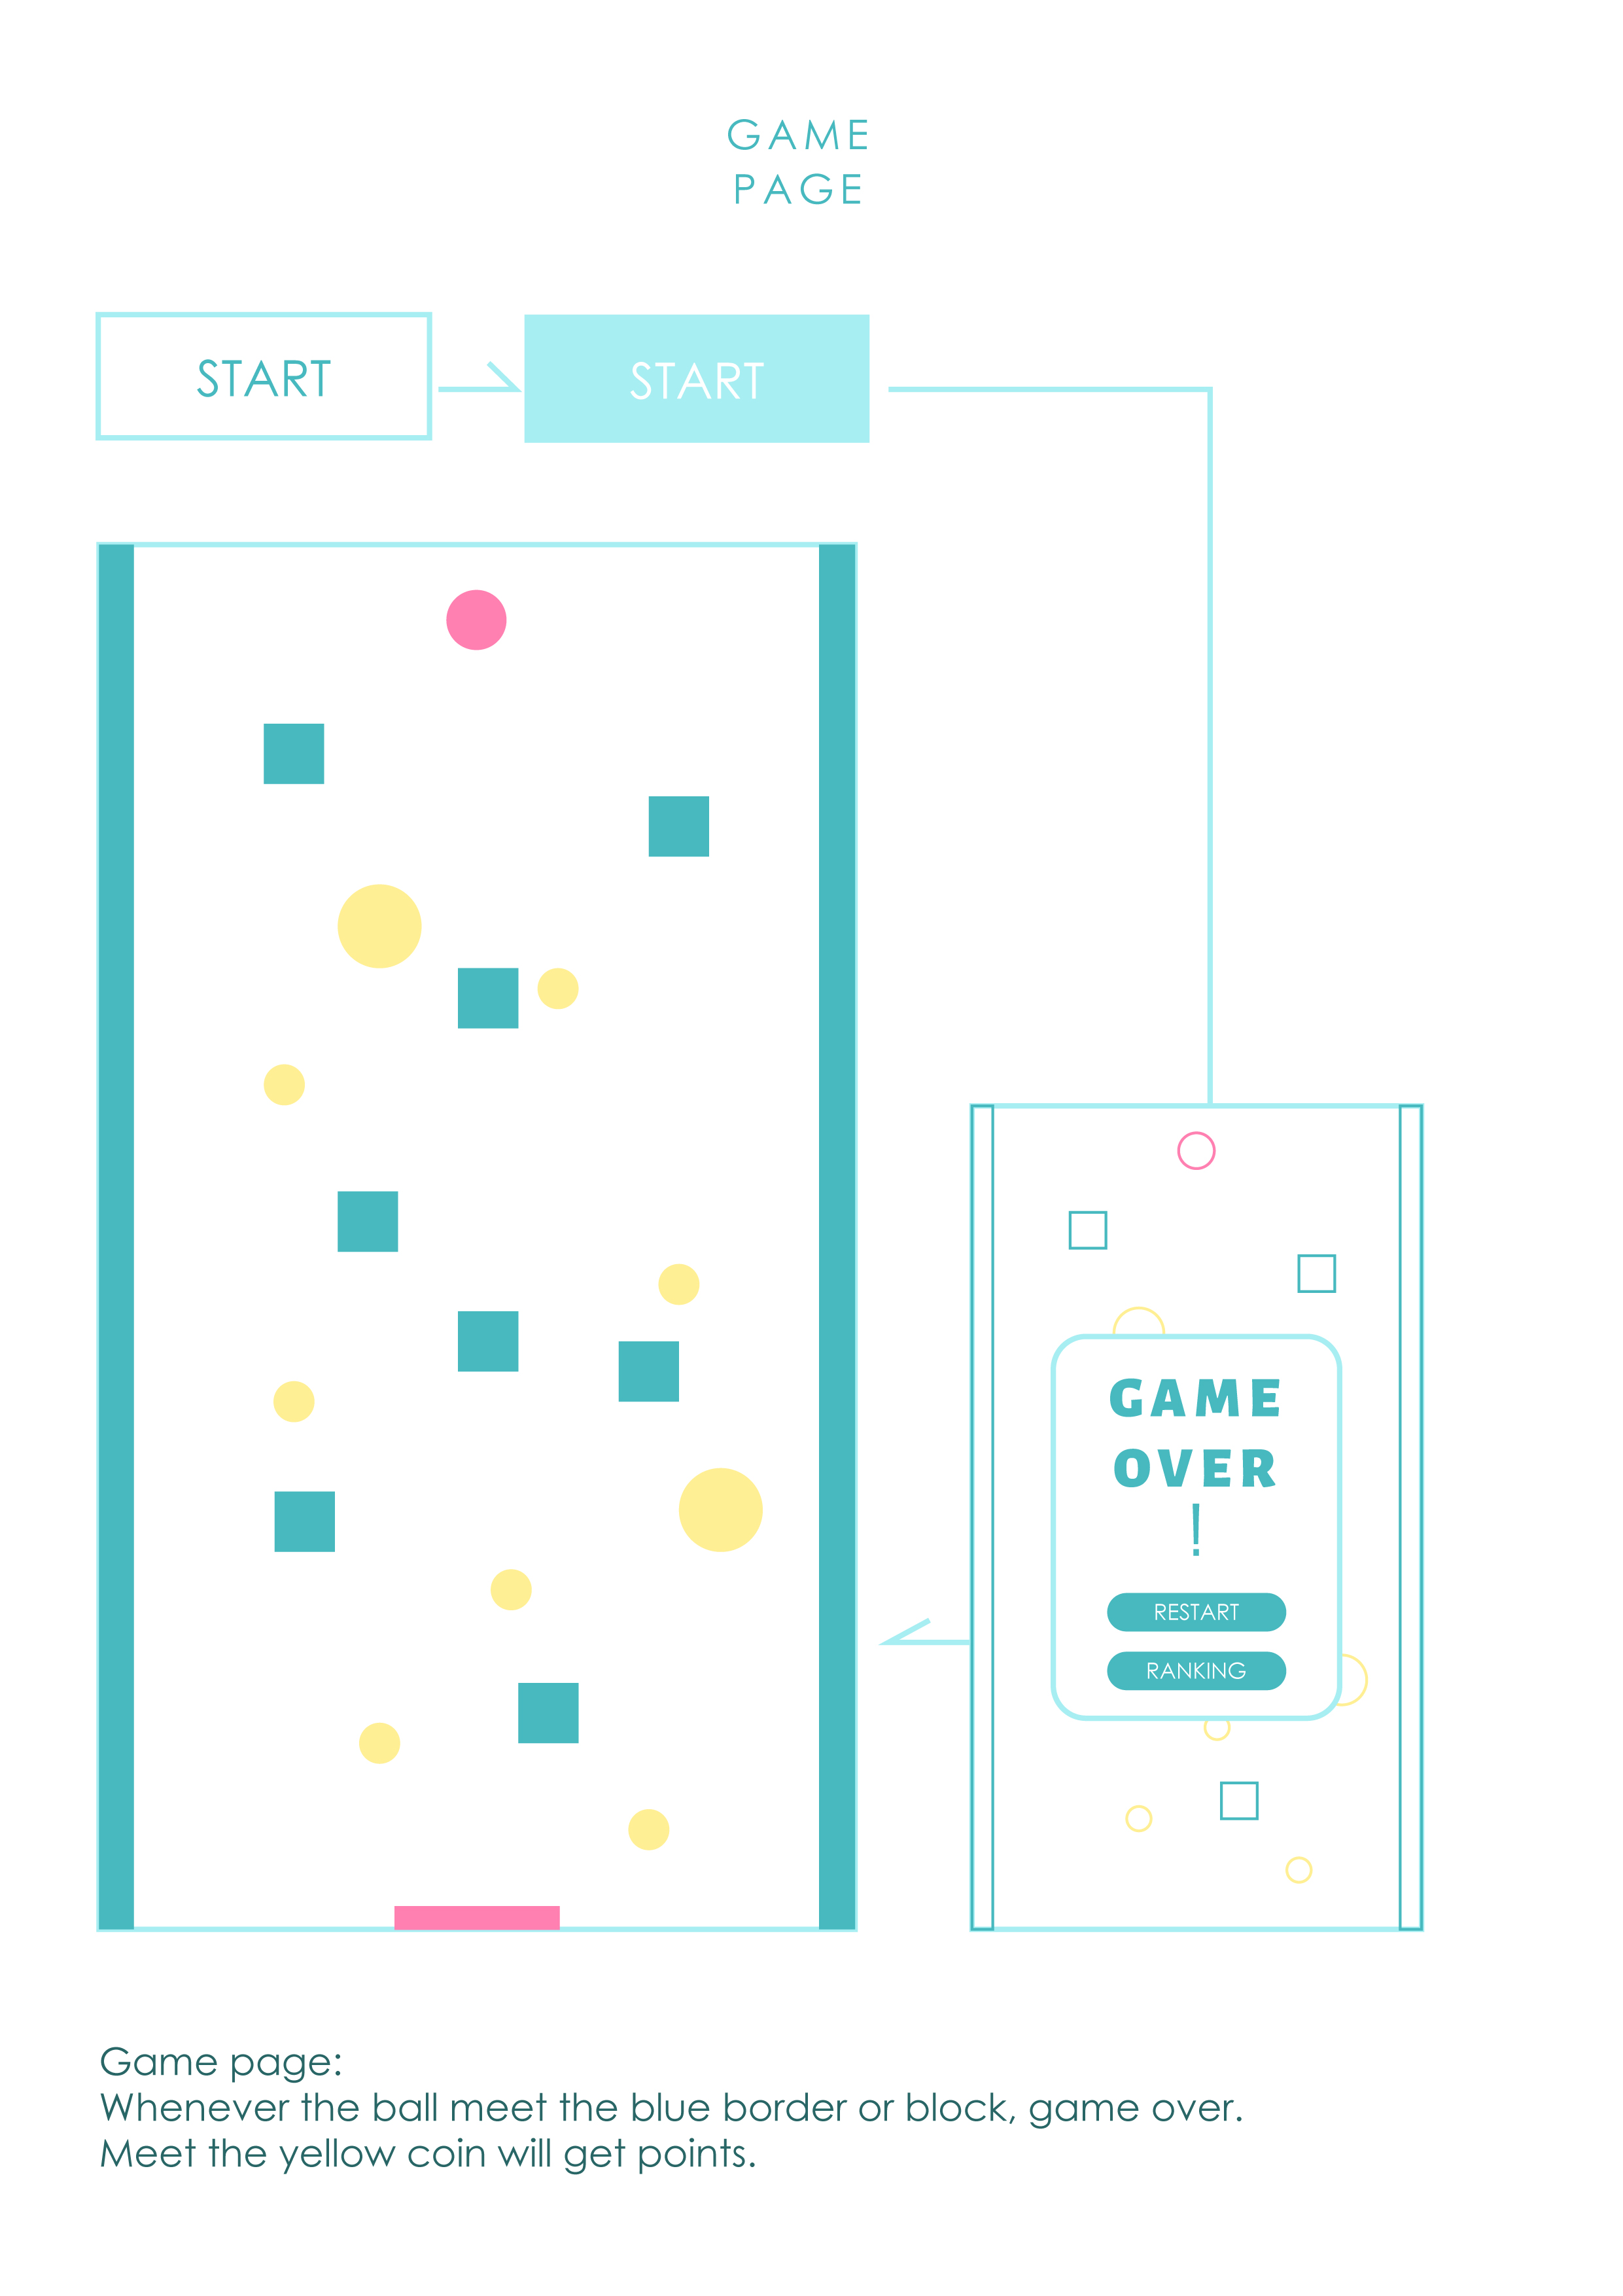 GAME
PAGE
START
START
GAME
OVER
!
RESTART
RANKING
Game page:
Whenever the ball meet the blue border or block, game over.
Meet the yellow coin will get points.